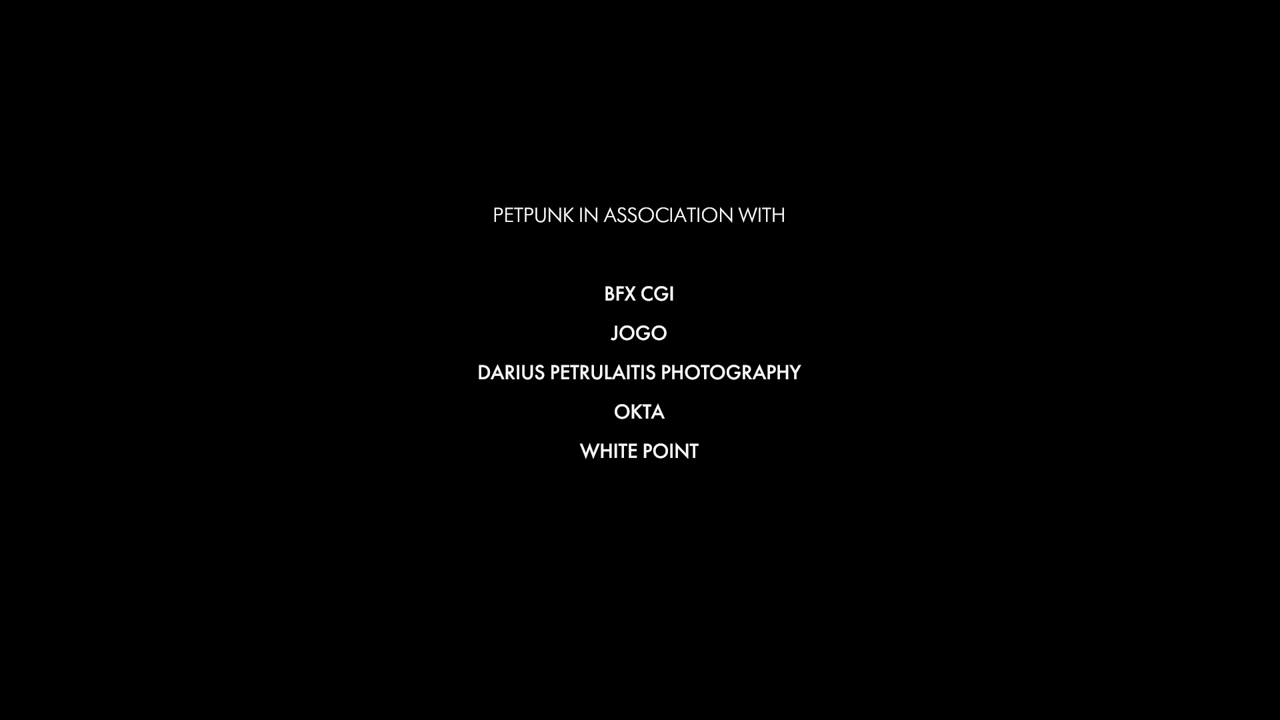 PETPUNK IN ASSOCIATION WITH
BFX CGI
JOGO
DARIUS PETRULAITIS PHOTOGRAPHY
OKTA
WHITE POINT